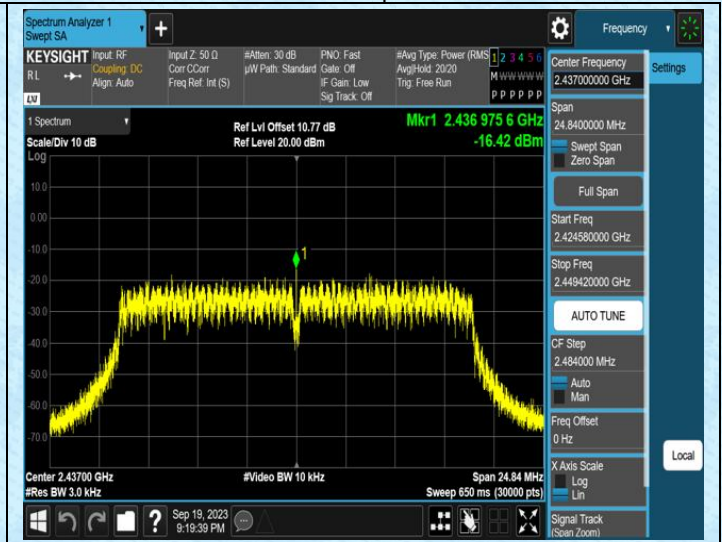 Spectrum Analyzer 1
Swept SA
Frequency
KEYSIGHT
RL
LXI
Input: RF
Coupling: DC
Align: Auto
Input Z: 50 Ω
Corr CCorr
Freq Ref: Int (S)
#Atten: 30 dB
µW Path: Standard
PNO: Fast
Gate: Off
IF Gain: Low
Sig Track: Off
#Avg Type: Power (RMS
Avg|Hold: 20/20
Trig: Free Run
1 2 3 4 5 6
M W W W W W
P P P P P P
Center Frequency
2.437000000 GHz
Settings
Span
24.8400000 MHz
Swept Span
Zero Span
Full Span
Start Freq
2.424580000 GHz
Stop Freq
2.449420000 GHz
AUTO TUNE
CF Step
2.484000 MHz
Auto
Man
Freq Offset
0 Hz
X Axis Scale
Log
Lin
Signal Track
(Span Zoom)
Local
1 Spectrum
Scale/Div 10 dB
Log
Ref Lvl Offset 10.77 dB
Ref Level 20.00 dBm
Mkr1 2.436 975 6 GHz
-16.42 dBm
10.0
0.00
-10.0
-20.0
-30.0
-40.0
-50.0
-60.0
-70.0
1
Center 2.43700 GHz
#Res BW 3.0 kHz
#Video BW 10 kHz
Span 24.84 MHz
Sweep 650 ms (30000 pts)
?
Sep 19, 2023
9:19:39 PM